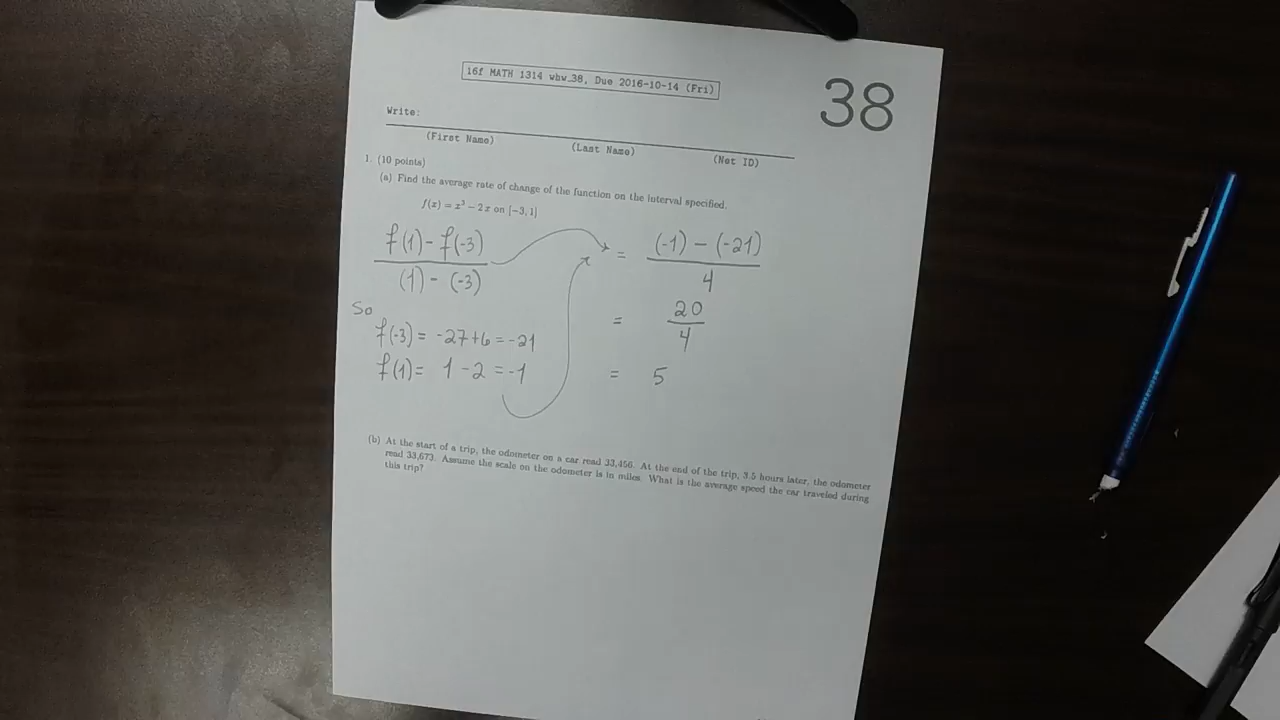 16f MATH 1314 wbw_38, Due 2016-10-14 (Fri)
38
Write:
(First Name) (Last Name) (Net ID)
1. (10 points)
(a) Find the average rate of change of the function on the interval specified.
f(x) = x³ − 2x on [−3, 1]
f(1) - f(-3) / (1) - (-3) = (-1) - (-21) / 4
So
f(-3) = -27+6 = -21
= 20/4
f(1) = 1 - 2 = -1
= 5
(b) At the start of a trip, the odometer on a car read 33,456. At the end of the trip, 3.5 hours later, the odometer
read 33,673. Assume the scale on the odometer is in miles. What is the average speed the car traveled during
this trip?